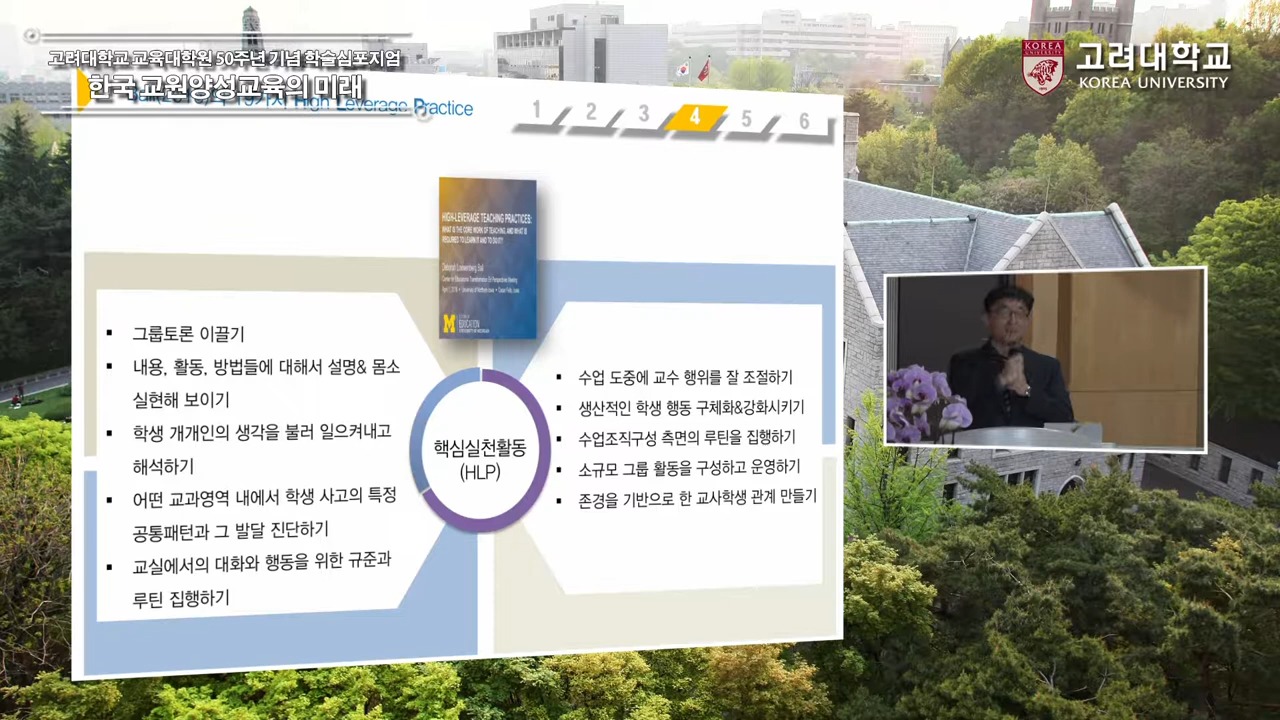 고려대학교 교육대학원 50주년 기념 학술심포지엄
한국 교원양성교육의 미래
High Leverage Practice
1 2 3 4 5 6
KOREA
고려대학교
KOREA UNIVERSITY
HIGH-LEVERAGE TEACHING PRACTICES:
WHAT IS THE CORE WORK OF TEACHING, AND WHAT IS
REQUIRED TO LEARN IT AND TO DO IT?
M
EDUCATION
그룹토론 이끌기
내용, 활동, 방법들에 대해서 설명& 몸소
실현해 보이기
학생 개개인의 생각을 불러 일으켜내고
해석하기
어떤 교과영역 내에서 학생 사고의 특정
공통패턴과 그 발달 진단하기
교실에서의 대화와 행동을 위한 규준과
루틴 집행하기
핵심실천활동
(HLP)
수업 도중에 교수 행위를 잘 조절하기
생산적인 학생 행동 구체화&강화시키기
수업조직구성 측면의 루틴을 집행하기
소규모 그룹 활동을 구성하고 운영하기
존경을 기반으로 한 교사학생 관계 만들기